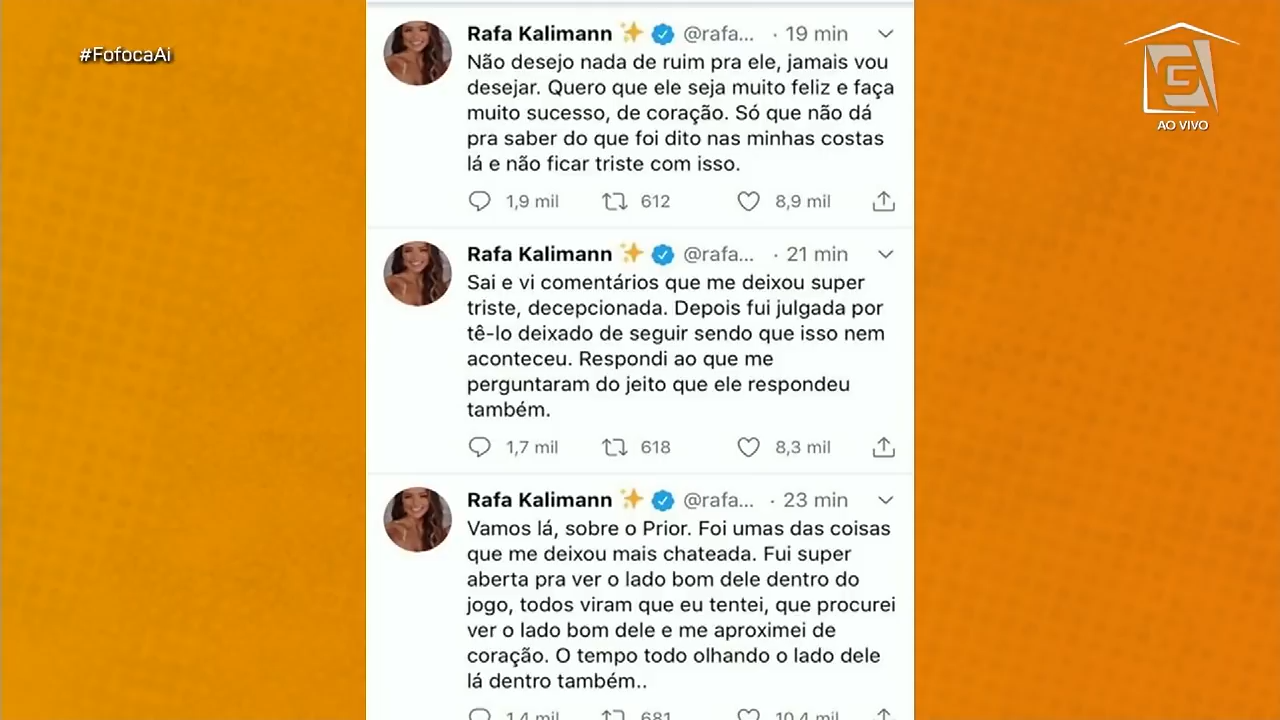 #FofocaAí
G
AO VIVO
Rafa Kalimann @rafa... · 19 min
Não desejo nada de ruim pra ele, jamais vou
desejar. Quero que ele seja muito feliz e faça
muito sucesso, de coração. Só que não dá
pra saber do que foi dito nas minhas costas
lá e não ficar triste com isso.
1,9 mil 612 8,9 mil
Rafa Kalimann @rafa... · 21 min
Sai e vi comentários que me deixou super
triste, decepcionada. Depois fui julgada por
tê-lo deixado de seguir sendo que isso nem
aconteceu. Respondi ao que me
perguntaram do jeito que ele respondeu
também.
1,7 mil 618 8,3 mil
Rafa Kalimann @rafa... · 23 min
Vamos lá, sobre o Prior. Foi umas das coisas
que me deixou mais chateada. Fui super
aberta pra ver o lado bom dele dentro do
jogo, todos viram que eu tentei, que procurei
ver o lado bom dele e me aproximei de
coração. O tempo todo olhando o lado dele
lá dentro também..
1,4 mil 681 10,4 mil